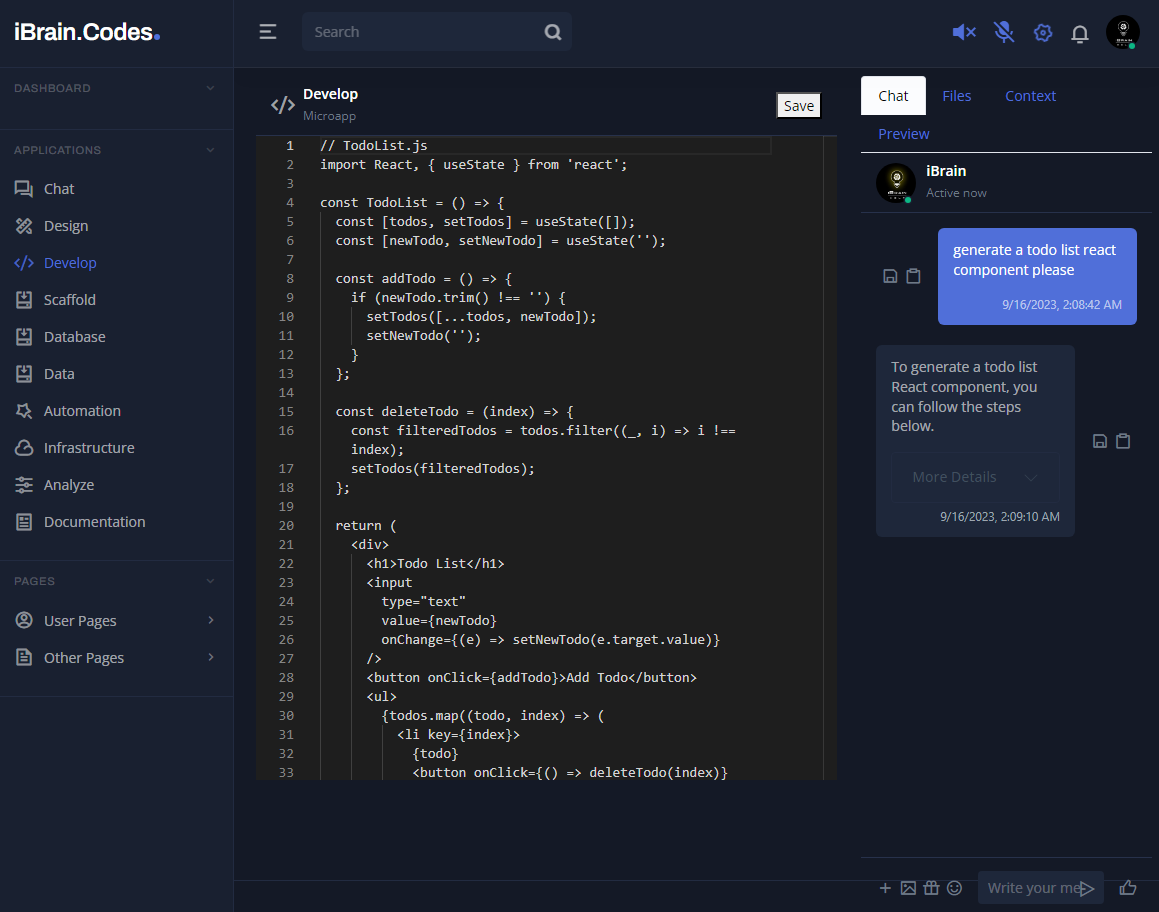 iBrain.Codes.
Search
DASHBOARD
APPLICATIONS
Chat
Design
Develop
Scaffold
Database
Data
Automation
Infrastructure
Analyze
Documentation
PAGES
User Pages
Other Pages
Develop
Microapp
Save
1 // TodoList.js
2 import React, { useState } from 'react';
3
4 const TodoList = () => {
5 const [todos, setTodos] = useState([]);
6 const [newTodo, setNewTodo] = useState('');
7
8 const addTodo = () => {
9 if (newTodo.trim() !== '') {
10 setTodos([...todos, newTodo]);
11 setNewTodo('');
12 }
13 };
14
15 const deleteTodo = (index) => {
16 const filteredTodos = todos.filter((_, i) => i !==
index);
17 setTodos(filteredTodos);
18 };
19
20 return (
21 <div>
22 <h1>Todo List</h1>
23 <input
24 type="text"
25 value={newTodo}
26 onChange={(e) => setNewTodo(e.target.value)}
27 />
28 <button onClick={addTodo}>Add Todo</button>
29 <ul>
30 {todos.map((todo, index) => (
31 <li key={index}>
32 {todo}
33 <button onClick={() => deleteTodo(index)}
Chat Files Context
Preview
iBrain
Active now
generate a todo list react
component please
9/16/2023, 2:08:42 AM
To generate a todo list
React component, you
can follow the steps
below.
More Details
9/16/2023, 2:09:10 AM
Write your me